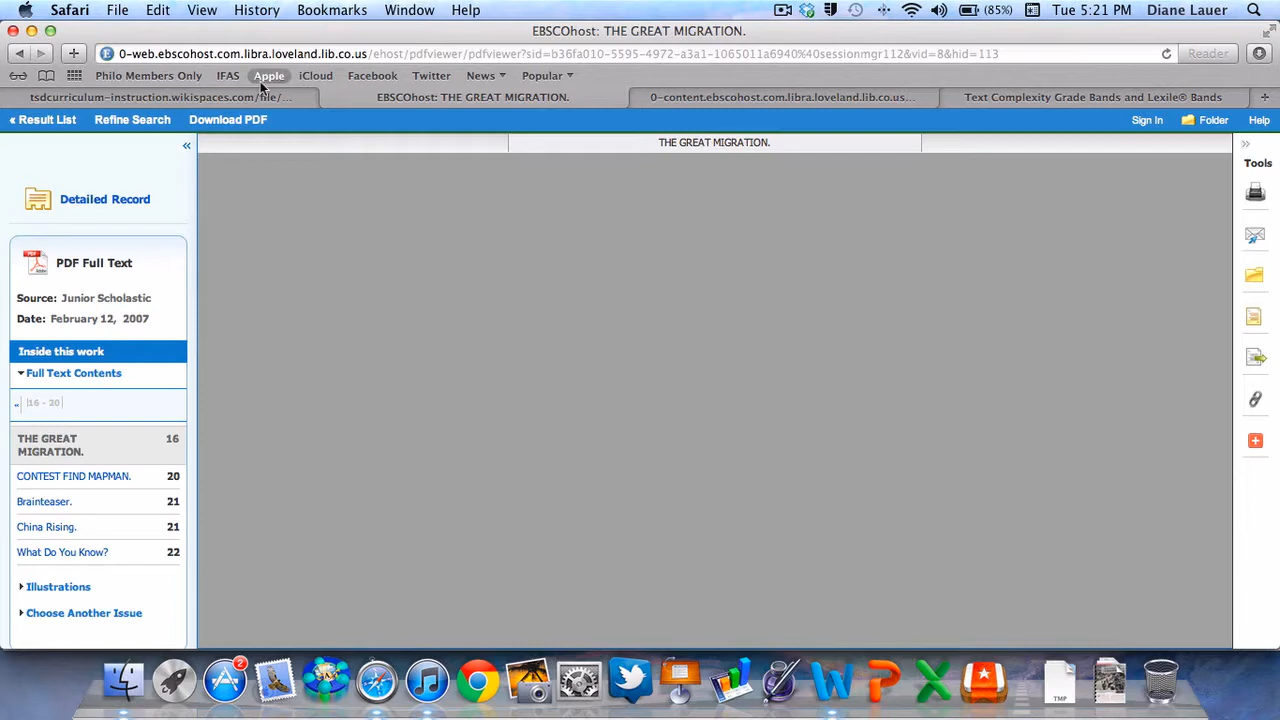 Safari File Edit View History Bookmarks Window Help (85%) Tue 5:21 PM Diane Lauer
EBSCOhost: THE GREAT MIGRATION.
0-web.ebscohost.com.libra.loveland.lib.co.us/ehost/pdfviewer/pdfviewer?sid=b36fa010-5595-4972-a3a1-1065011a6940%40sessionmgr112&vid=8&hid=113 Reader
Philo Members Only IFAS Apple iCloud Facebook Twitter News Popular
tsdcurriculum-instruction.wikispaces.com/file/... EBSCOhost: THE GREAT MIGRATION. 0-content.ebscohost.com.libra.loveland.lib.co.us... Text Complexity Grade Bands and Lexile® Bands
« Result List Refine Search Download PDF Sign In Folder Help
THE GREAT MIGRATION.
Tools
Detailed Record
PDF Full Text
Source: Junior Scholastic
Date: February 12, 2007
Inside this work
Full Text Contents
16 - 20
THE GREAT 16
MIGRATION.
CONTEST FIND MAPMAN. 20
Brainteaser. 21
China Rising. 21
What Do You Know? 22
Illustrations
Choose Another Issue
2
TMP